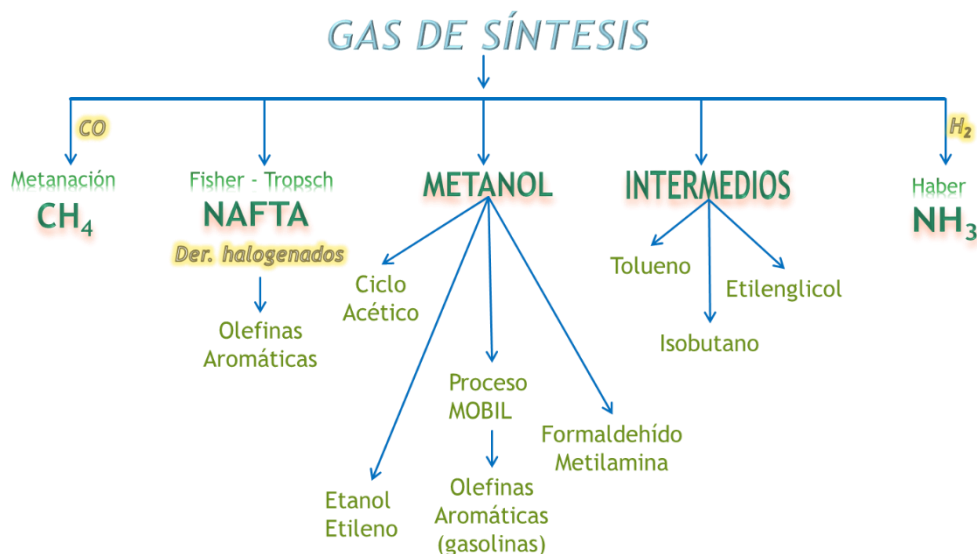 GAS DE SÍNTESIS
CO
H₂
Metanación
CH₄
Fisher - Tropsch
NAFTA
Der. halogenados
Olefinas
Aromáticas
METANOL
Ciclo
Acético
Etanol
Etileno
Proceso
MOBIL
Olefinas
Aromáticas
(gasolinas)
Formaldehído
Metilamina
INTERMEDIOS
Tolueno
Isobutano
Etilenglicol
Haber
NH₃